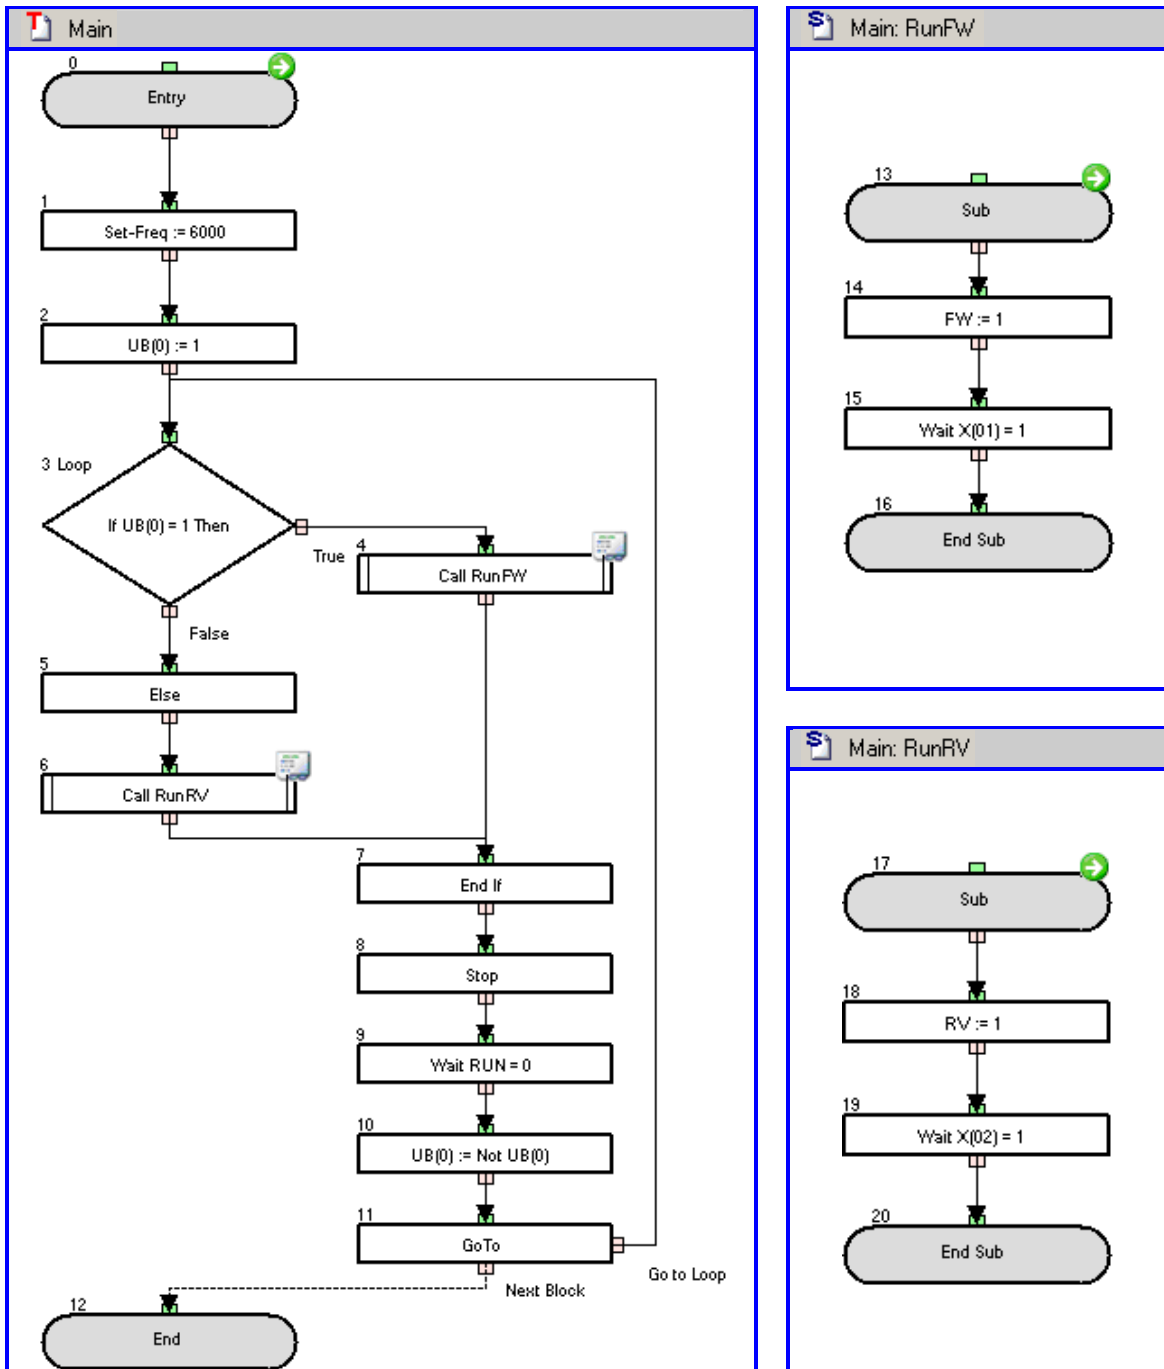 Main
0
Entry
1
Set-Freq := 6000
2
UB(0) := 1
3 Loop
If UB(0) = 1 Then
True
4
Call RunFW
False
5
Else
6
Call RunRV
7
End If
8
Stop
9
Wait RUN = 0
10
UB(0) := Not UB(0)
11
GoTo
Go to Loop
Next Block
12
End
Main: RunFW
13
Sub
14
FW := 1
15
Wait X(01) = 1
16
End Sub
Main: RunRV
17
Sub
18
RV := 1
19
Wait X(02) = 1
20
End Sub